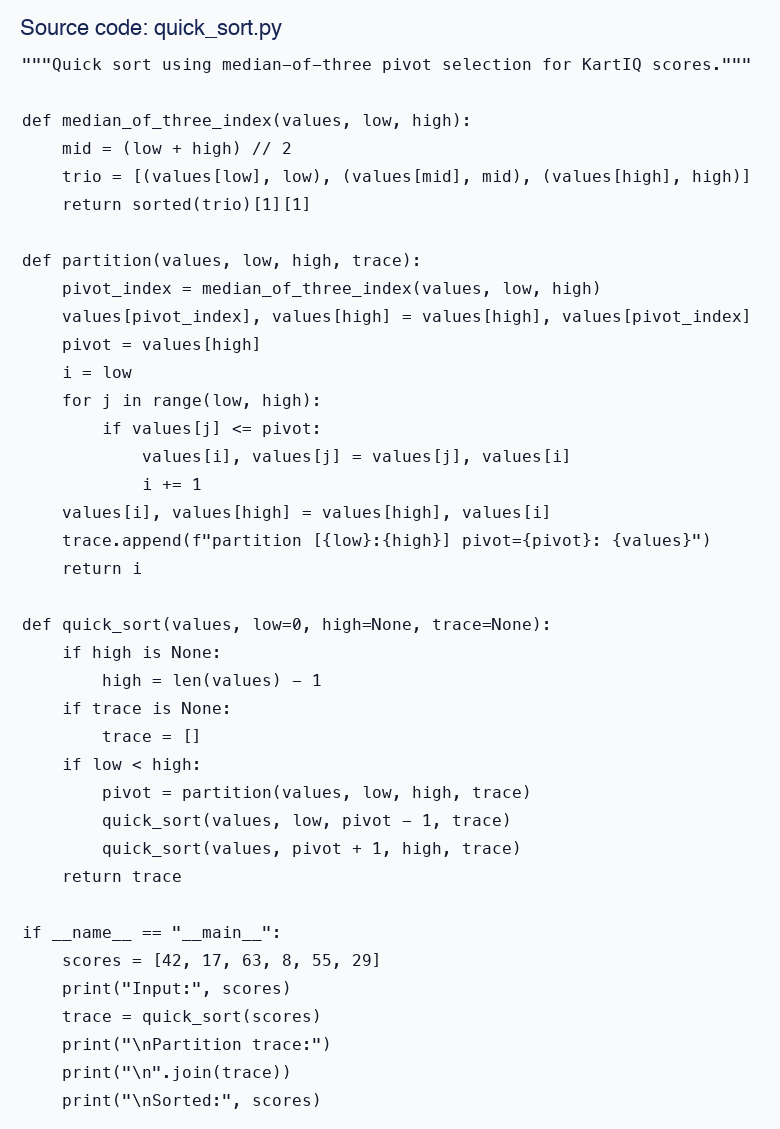 Source code: quick_sort.py
"""Quick sort using median-of-three pivot selection for KartIQ scores."""

def median_of_three_index(values, low, high):
    mid = (low + high) // 2
    trio = [(values[low], low), (values[mid], mid), (values[high], high)]
    return sorted(trio)[1][1]

def partition(values, low, high, trace):
    pivot_index = median_of_three_index(values, low, high)
    values[pivot_index], values[high] = values[high], values[pivot_index]
    pivot = values[high]
    i = low
    for j in range(low, high):
        if values[j] <= pivot:
            values[i], values[j] = values[j], values[i]
            i += 1
    values[i], values[high] = values[high], values[i]
    trace.append(f"partition [{low}:{high}] pivot={pivot}: {values}")
    return i

def quick_sort(values, low=0, high=None, trace=None):
    if high is None:
        high = len(values) - 1
    if trace is None:
        trace = []
    if low < high:
        pivot = partition(values, low, high, trace)
        quick_sort(values, low, pivot - 1, trace)
        quick_sort(values, pivot + 1, high, trace)
    return trace

if __name__ == "__main__":
    scores = [42, 17, 63, 8, 55, 29]
    print("Input:", scores)
    trace = quick_sort(scores)
    print("\nPartition trace:")
    print("\n".join(trace))
    print("\nSorted:", scores)